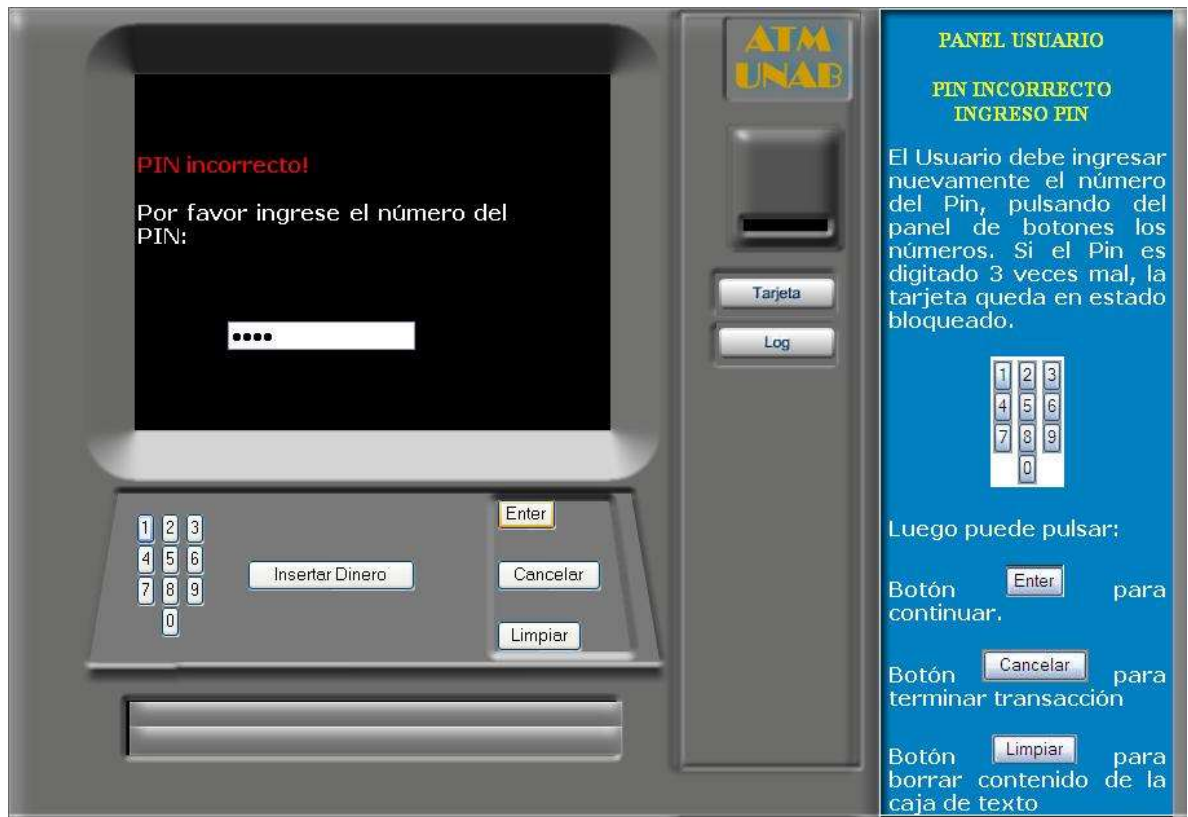 ATM
UNAB
PIN incorrecto!
Por favor ingrese el número del
PIN:
••••
Tarjeta
Log
1 2 3
4 5 6
7 8 9
0
Insertar Dinero
Enter
Cancelar
Limpiar
PANEL USUARIO
PIN INCORRECTO
INGRESO PIN
El Usuario debe ingresar
nuevamente el número
del Pin, pulsando del
panel de botones los
números. Si el Pin es
digitado 3 veces mal, la
tarjeta queda en estado
bloqueado.
1 2 3
4 5 6
7 8 9
0
Luego puede pulsar:
Botón Enter para
continuar.
Botón Cancelar para
terminar transacción
Botón Limpiar para
borrar contenido de la
caja de texto